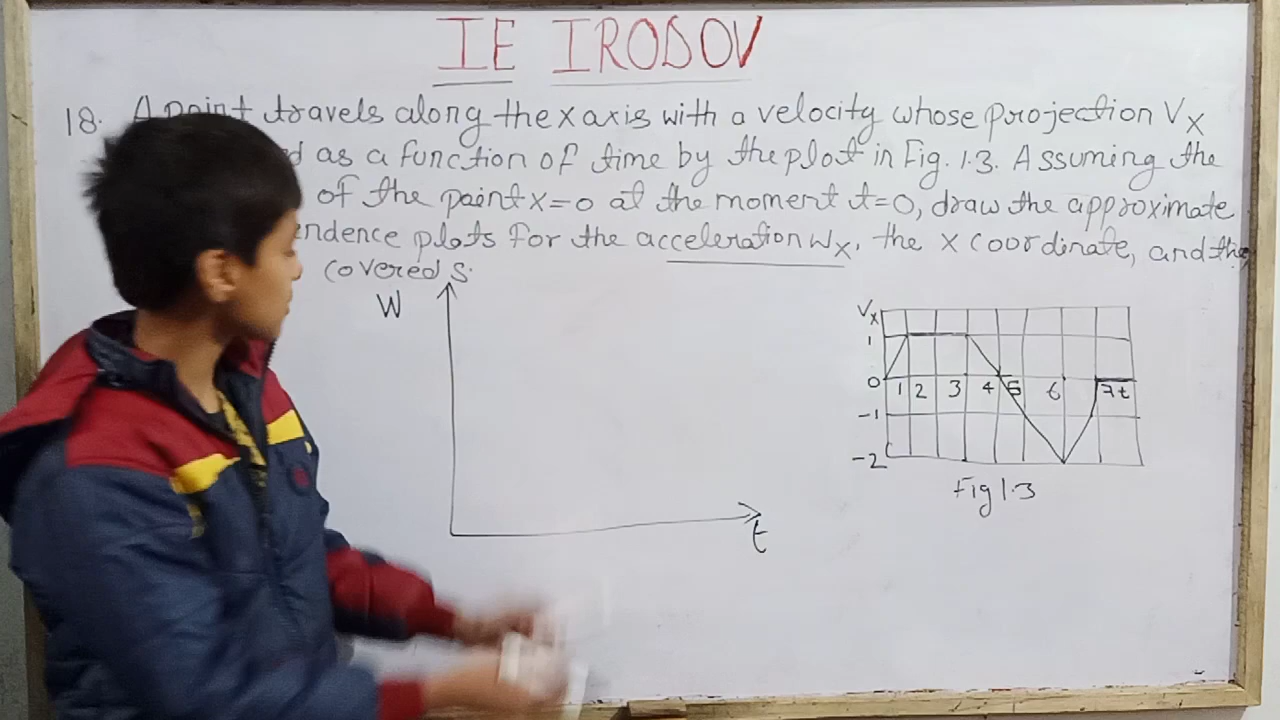 IE IRODOV
18. A point travels along the x axis with a velocity whose projection Vx
as a function of time by the plot in Fig. 1.3. Assuming the
of the point x=0 at the moment t=0, draw the approximate
plots for the acceleration Wx, the x coordinate, and the
covered s.
W
t
Vx
1
0 1 2 3 4 5 6 7 t
-1
-2
Fig 1.3